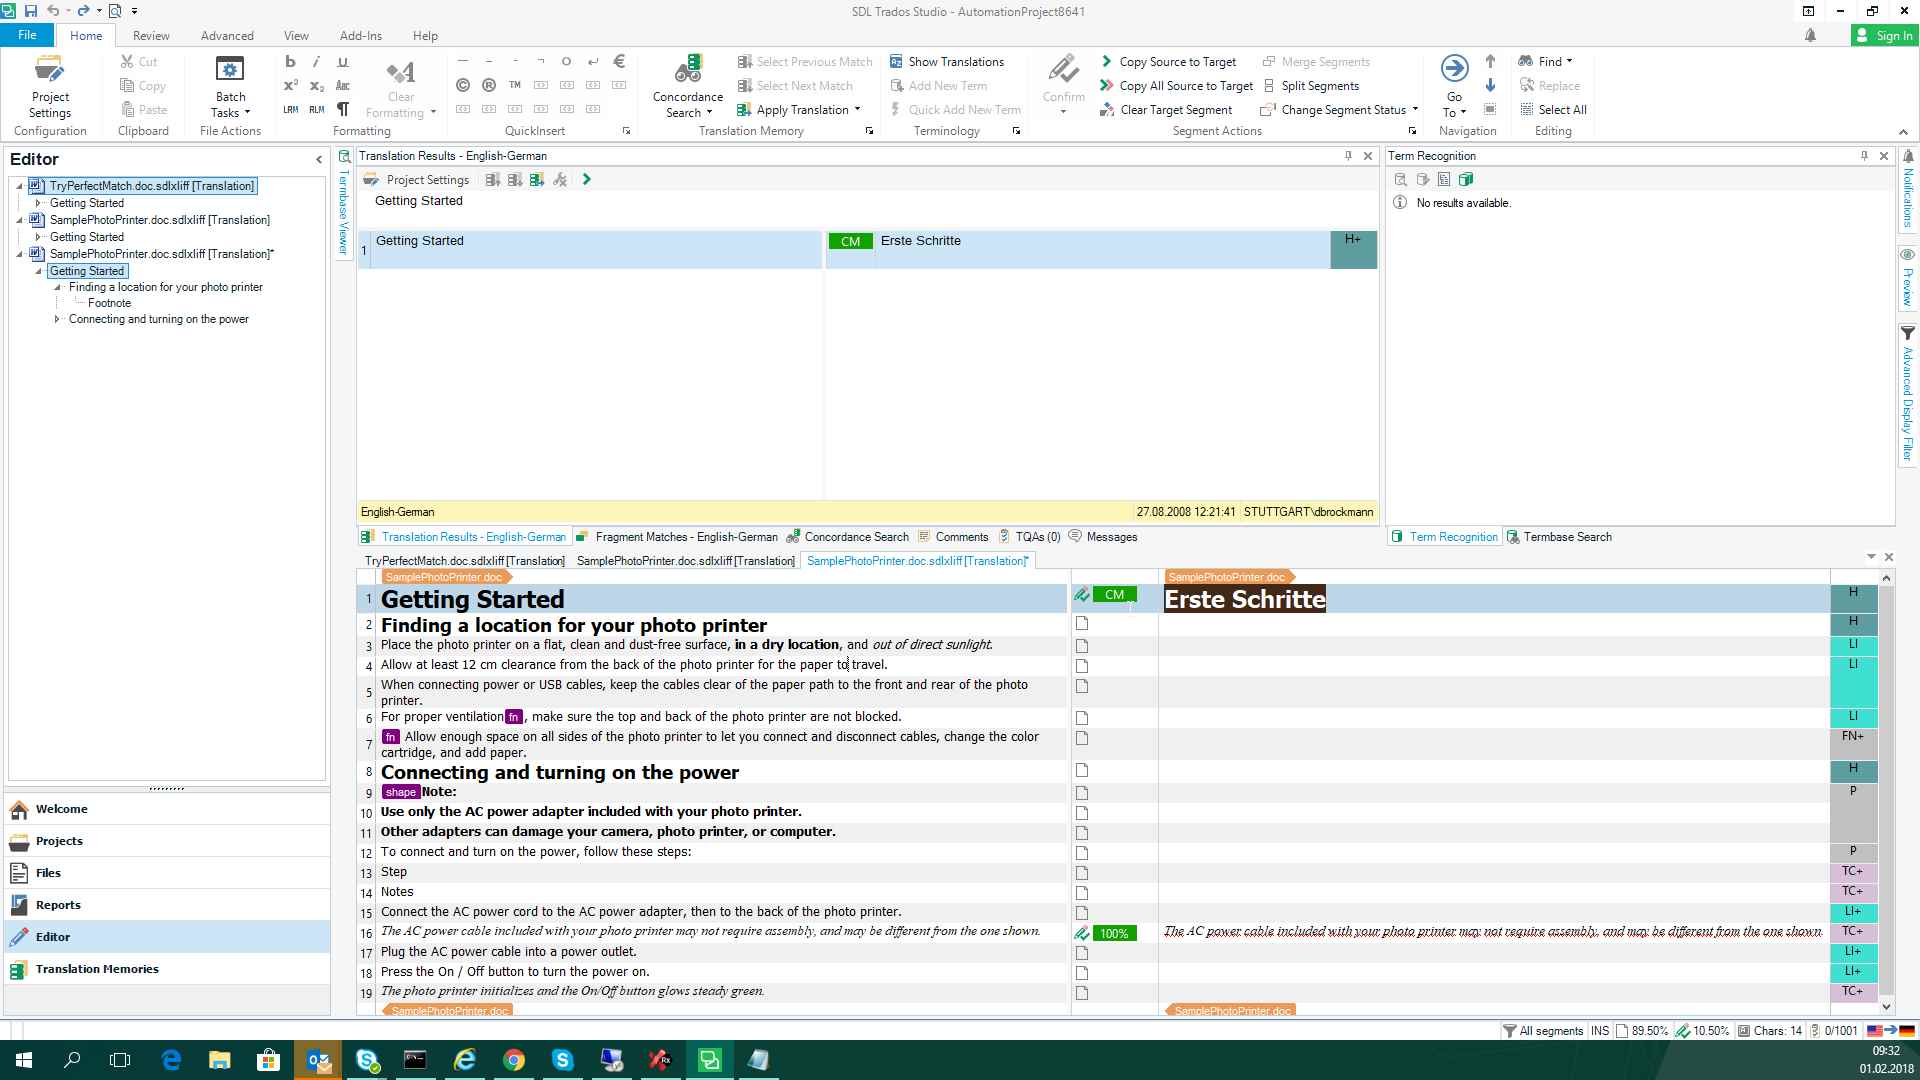 SDL Trados Studio - AutomationProject8641
File Home Review Advanced View Add-Ins Help Sign In
Project Settings
Configuration
Cut
Copy
Paste
Clipboard
Batch Tasks
File Actions
b i u
x² x₂ Aac
LRM RLM ¶
Clear Formatting
Formatting
© ® TM €
QuickInsert
Concordance Search
Select Previous Match
Select Next Match
Apply Translation
Translation Memory
Show Translations
Add New Term
Quick Add New Term
Terminology
Confirm
Copy Source to Target
Copy All Source to Target
Clear Target Segment
Merge Segments
Split Segments
Change Segment Status
Segment Actions
Go To
Navigation
Find
Replace
Select All
Editing
Editor
TryPerfectMatch.doc.sdlxliff [Translation]
Getting Started
SamplePhotoPrinter.doc.sdlxliff [Translation]
Getting Started
SamplePhotoPrinter.doc.sdlxliff [Translation]*
Getting Started
Finding a location for your photo printer
Footnote
Connecting and turning on the power
Welcome
Projects
Files
Reports
Editor
Translation Memories
Termbase Viewer
Translation Results - English-German
Project Settings
Getting Started
1 Getting Started CM Erste Schritte H+
English-German 27.08.2008 12:21:41 STUTTGART\dbrockmann
Translation Results - English-German Fragment Matches - English-German Concordance Search Comments TQAs (0) Messages
Term Recognition
No results available.
Term Recognition Termbase Search
Notifications
Preview
Advanced Display Filter
TryPerfectMatch.doc.sdlxliff [Translation] SamplePhotoPrinter.doc.sdlxliff [Translation] SamplePhotoPrinter.doc.sdlxliff [Translation]*
SamplePhotoPrinter.doc SamplePhotoPrinter.doc
1 Getting Started CM Erste Schritte H
2 Finding a location for your photo printer H
3 Place the photo printer on a flat, clean and dust-free surface, in a dry location, and out of direct sunlight. LI
4 Allow at least 12 cm clearance from the back of the photo printer for the paper to travel. LI
5 When connecting power or USB cables, keep the cables clear of the paper path to the front and rear of the photo
printer.
6 For proper ventilation fn , make sure the top and back of the photo printer are not blocked. LI
7 fn Allow enough space on all sides of the photo printer to let you connect and disconnect cables, change the color FN+
cartridge, and add paper.
8 Connecting and turning on the power H
9 shape Note: P
10 Use only the AC power adapter included with your photo printer.
11 Other adapters can damage your camera, photo printer, or computer.
12 To connect and turn on the power, follow these steps: P
13 Step TC+
14 Notes TC+
15 Connect the AC power cord to the AC power adapter, then to the back of the photo printer. LI+
16 The AC power cable included with your photo printer may not require assembly, and may be different from the one shown. 100% The AC power cable included with your photo printer may not require assembly, and may be different from the one shown. TC+
17 Plug the AC power cable into a power outlet. LI+
18 Press the On / Off button to turn the power on. LI+
19 The photo printer initializes and the On/Off button glows steady green. TC+
SamplePhotoPrinter.doc SamplePhotoPrinter.doc
All segments INS 89.50% 10.50% Chars: 14 0/1001
09:32
01.02.2018